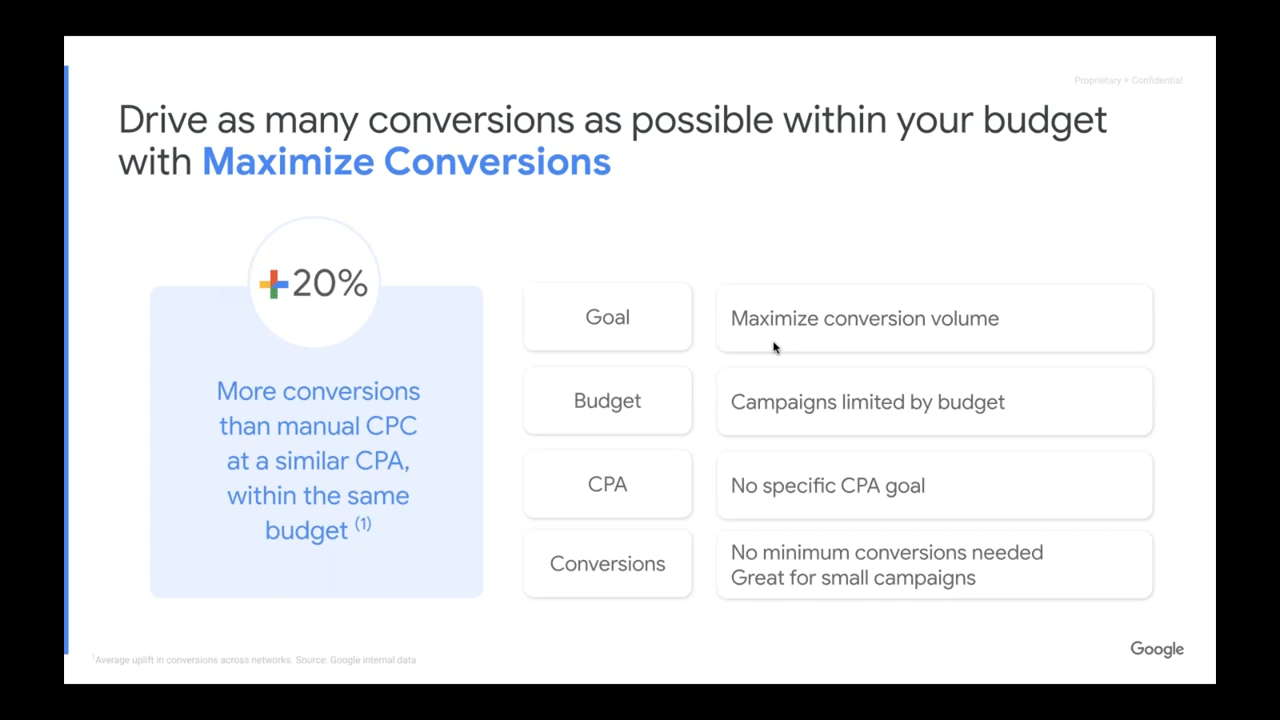 Proprietary + Confidential
Drive as many conversions as possible within your budget
with Maximize Conversions
+20%
More conversions
than manual CPC
at a similar CPA,
within the same
budget (1)
Goal
Maximize conversion volume
Budget
Campaigns limited by budget
CPA
No specific CPA goal
Conversions
No minimum conversions needed
Great for small campaigns
1Average uplift in conversions across networks. Source: Google internal data
Google